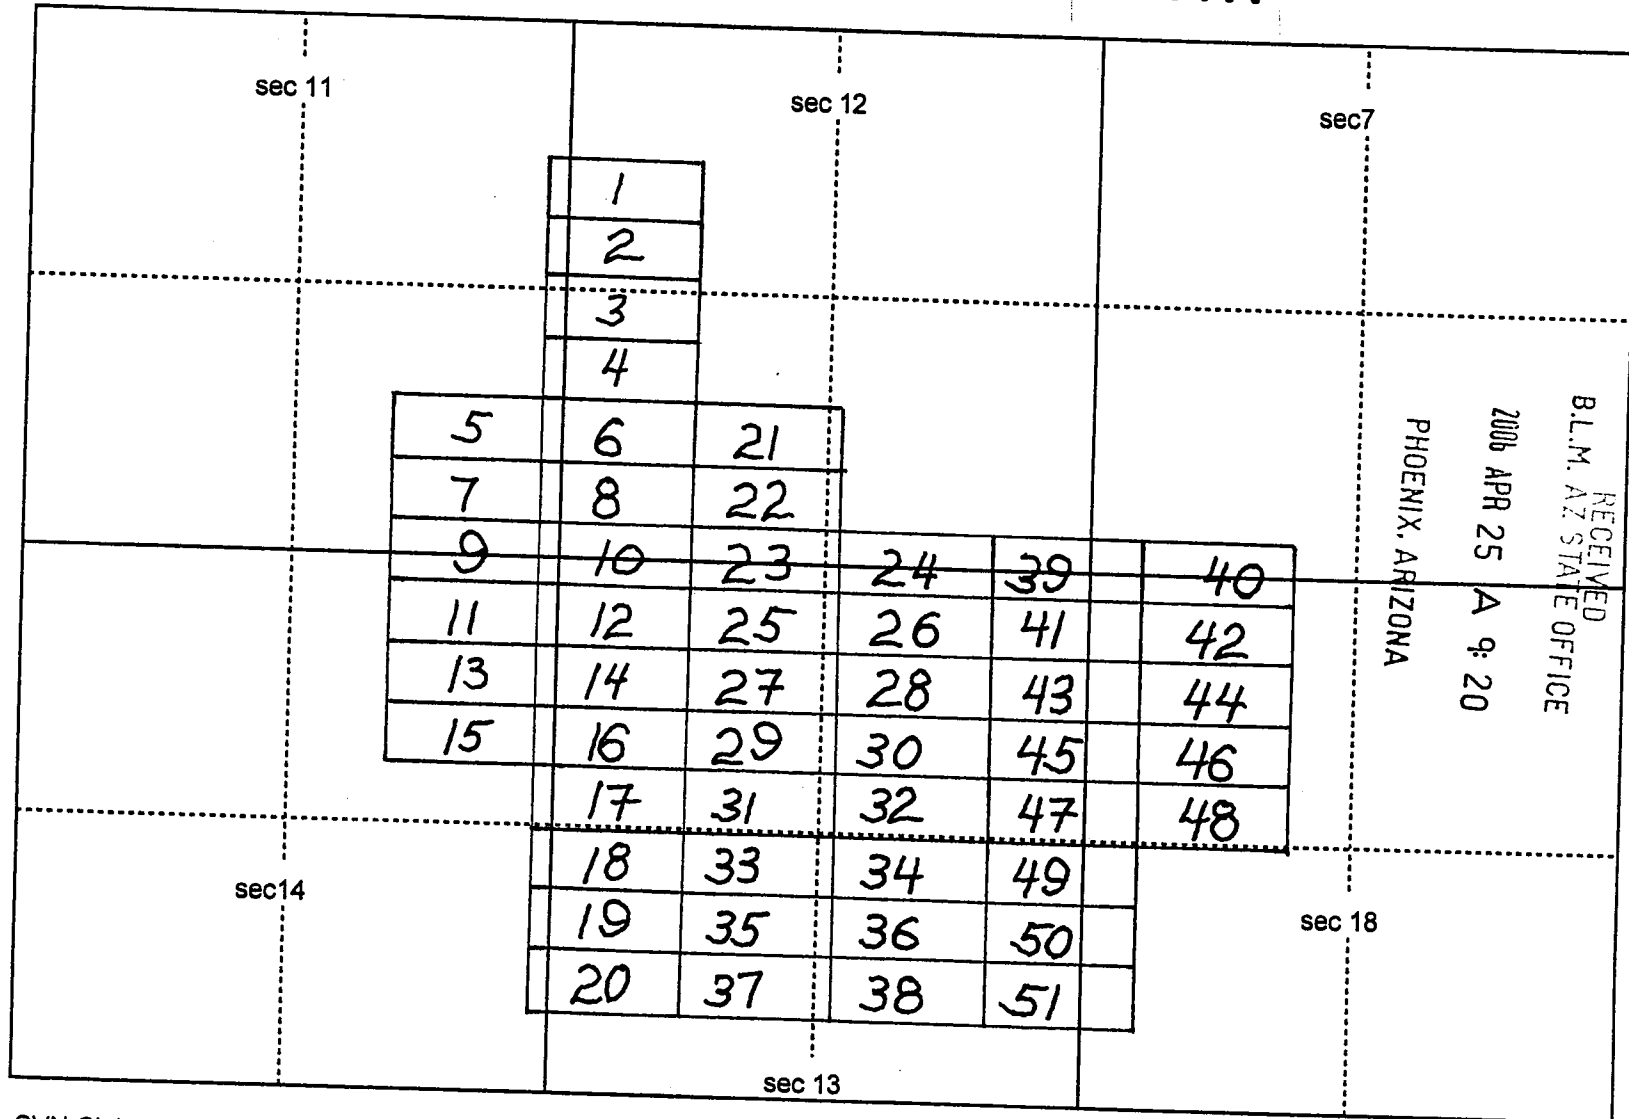 sec 11 sec 12 sec7
1
2
3
4
5 6 21
7 8 22
9 10 23 24 39 40
11 12 25 26 41 42
13 14 27 28 43 44
15 16 29 30 45 46
17 31 32 47 48
18 33 34 49
19 35 36 50
20 37 38 51
sec14 sec 18
sec 13
RECEIVED
B.L.M. AZ STATE OFFICE
2006 APR 25 A 9:20
PHOENIX, ARIZONA